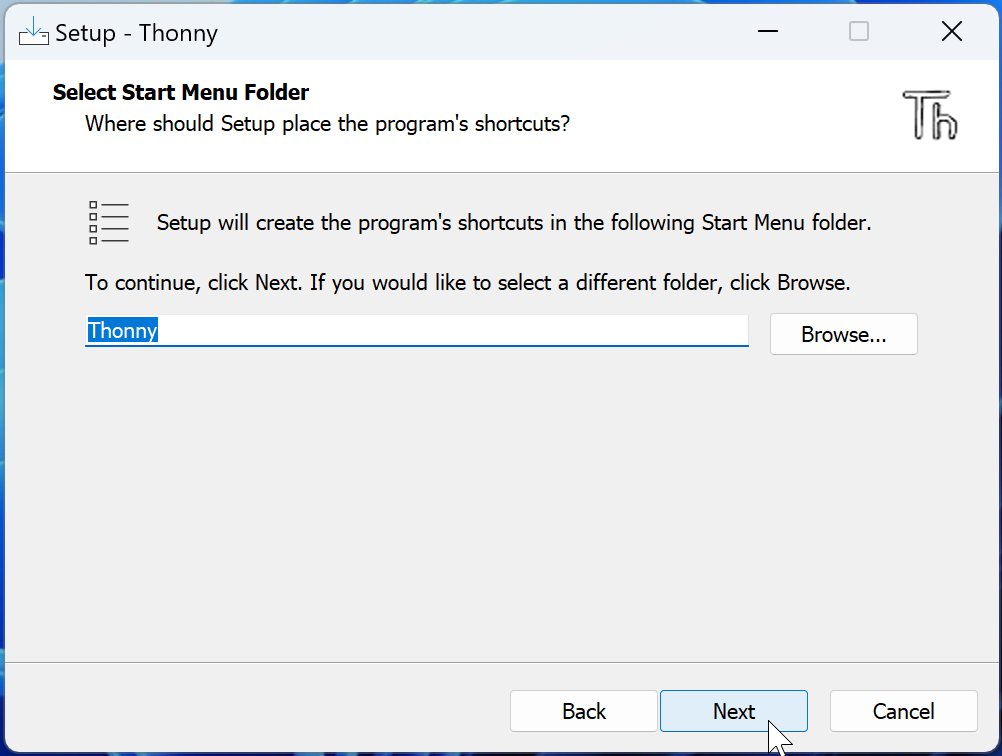 Setup - Thonny
Select Start Menu Folder
Where should Setup place the program's shortcuts?
Th
Setup will create the program's shortcuts in the following Start Menu folder.
To continue, click Next. If you would like to select a different folder, click Browse.
Thonny
Browse...
Back
Next
Cancel